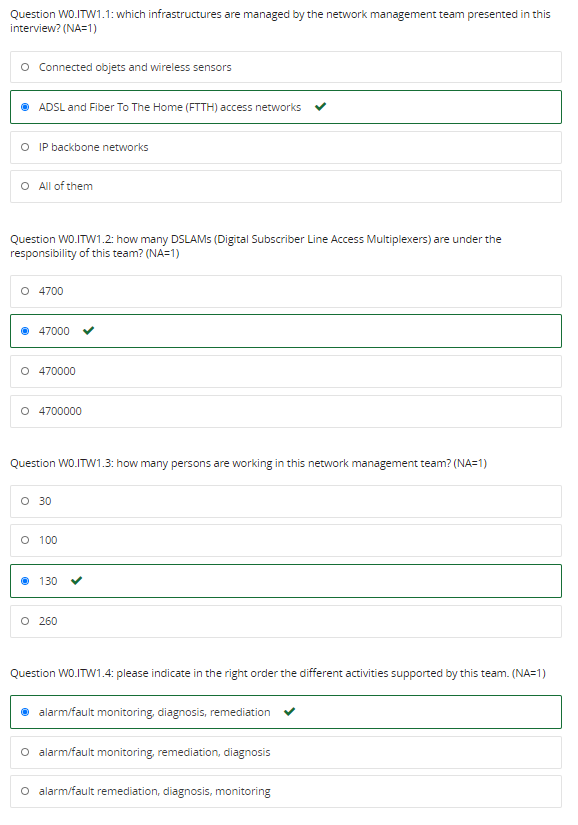 Question W0.ITW1.1: which infrastructures are managed by the network management team presented in this
interview? (NA=1)
Connected objets and wireless sensors
ADSL and Fiber To The Home (FTTH) access networks
IP backbone networks
All of them
Question W0.ITW1.2: how many DSLAMs (Digital Subscriber Line Access Multiplexers) are under the
responsibility of this team? (NA=1)
4700
47000
470000
4700000
Question W0.ITW1.3: how many persons are working in this network management team? (NA=1)
30
100
130
260
Question W0.ITW1.4: please indicate in the right order the different activities supported by this team. (NA=1)
alarm/fault monitoring, diagnosis, remediation
alarm/fault monitoring, remediation, diagnosis
alarm/fault remediation, diagnosis, monitoring